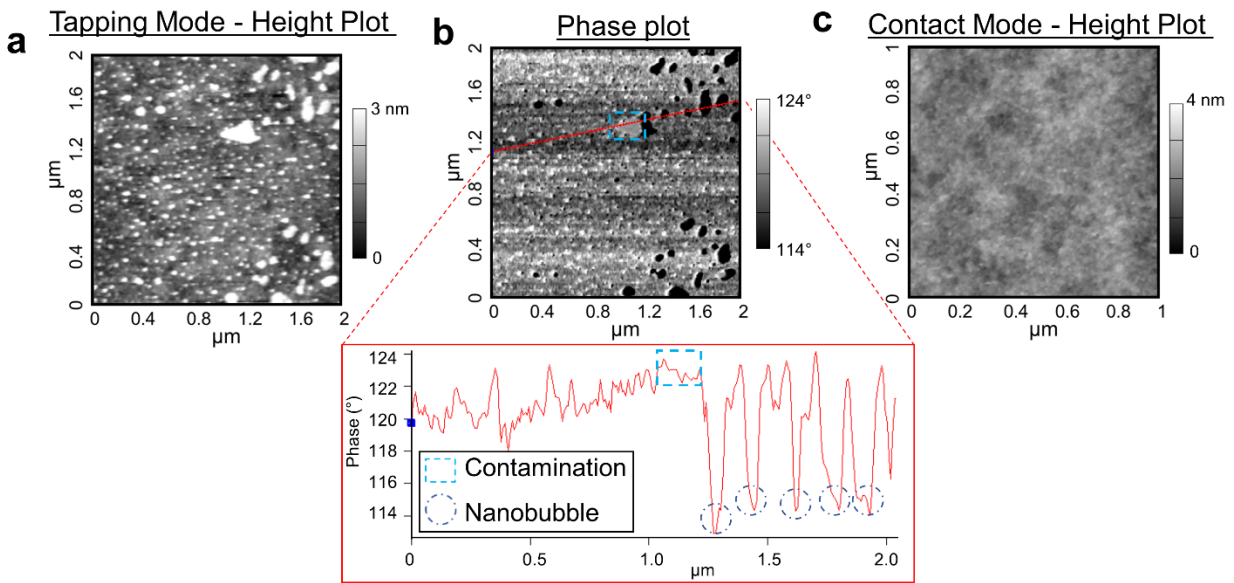 Tapping Mode - Height Plot
a
2
1.6
1.2
0.8
0.4
0
µm
0 0.4 0.8 1.2 1.6 2
µm
3 nm
0
Phase plot
b
2
1.6
1.2
0.8
0.4
0
µm
0 0.4 0.8 1.2 1.6 2
µm
124°
114°
Contact Mode - Height Plot
c
1
0.8
0.6
0.4
0.2
0
µm
0 0.2 0.4 0.6 0.8 1
µm
4 nm
0
124
122
120
118
116
114
Phase (°)
Contamination
Nanobubble
0 0.5 1.0 1.5 2.0
µm